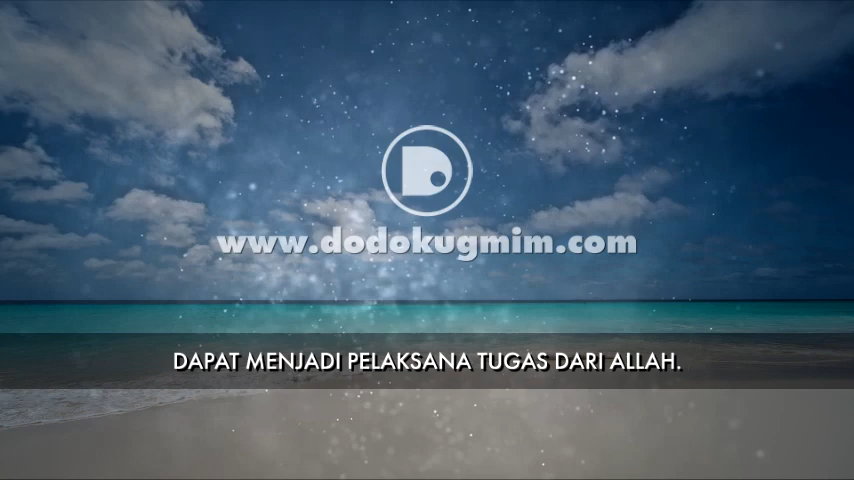 www.dodokugmim.com
DAPAT MENJADI PELAKSANA TUGAS DARI ALLAH.